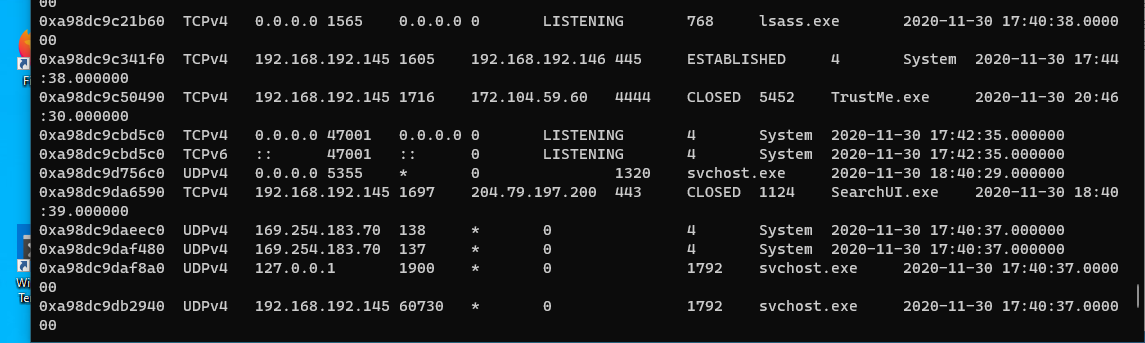 00
0xa98dc9c21b60 TCPv4 0.0.0.0 1565 0.0.0.0 0 LISTENING 768 lsass.exe 2020-11-30 17:40:38.0000
00
0xa98dc9c341f0 TCPv4 192.168.192.145 1605 192.168.192.146 445 ESTABLISHED 4 System 2020-11-30 17:44
:38.000000
0xa98dc9c50490 TCPv4 192.168.192.145 1716 172.104.59.60 4444 CLOSED 5452 TrustMe.exe 2020-11-30 20:46
:30.000000
0xa98dc9cbd5c0 TCPv4 0.0.0.0 47001 0.0.0.0 0 LISTENING 4 System 2020-11-30 17:42:35.000000
0xa98dc9cbd5c0 TCPv6 :: 47001 :: 0 LISTENING 4 System 2020-11-30 17:42:35.000000
0xa98dc9d756c0 UDPv4 0.0.0.0 5355 * 0 1320 svchost.exe 2020-11-30 18:40:29.000000
0xa98dc9da6590 TCPv4 192.168.192.145 1697 204.79.197.200 443 CLOSED 1124 SearchUI.exe 2020-11-30 18:40
:39.000000
0xa98dc9daeec0 UDPv4 169.254.183.70 138 * 0 4 System 2020-11-30 17:40:37.000000
0xa98dc9daf480 UDPv4 169.254.183.70 137 * 0 4 System 2020-11-30 17:40:37.000000
0xa98dc9daf8a0 UDPv4 127.0.0.1 1900 * 0 1792 svchost.exe 2020-11-30 17:40:37.0000
00
0xa98dc9db2940 UDPv4 192.168.192.145 60730 * 0 1792 svchost.exe 2020-11-30 17:40:37.0000
00